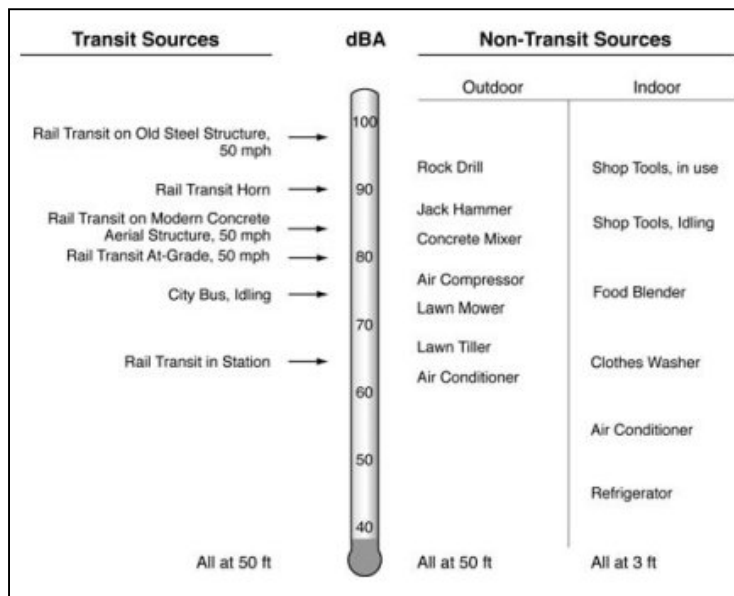 Transit Sources
dBA
Non-Transit Sources
Outdoor
Indoor
Rail Transit on Old Steel Structure,
50 mph
Rail Transit Horn
Rail Transit on Modern Concrete
Aerial Structure, 50 mph
Rail Transit At-Grade, 50 mph
City Bus, Idling
Rail Transit in Station
All at 50 ft
100
90
80
70
60
50
40
Rock Drill
Jack Hammer
Concrete Mixer
Air Compressor
Lawn Mower
Lawn Tiller
Air Conditioner
All at 50 ft
Shop Tools, in use
Shop Tools, Idling
Food Blender
Clothes Washer
Air Conditioner
Refrigerator
All at 3 ft